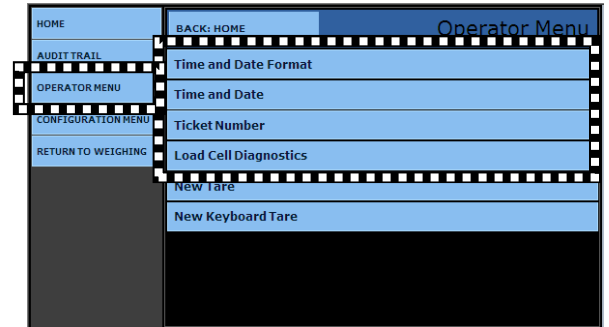 HOME
BACK: HOME
Operator Menu
AUDIT TRAIL
OPERATOR MENU
CONFIGURATION MENU
RETURN TO WEIGHING
Time and Date Format
Time and Date
Ticket Number
Load Cell Diagnostics
New Tare
New Keyboard Tare